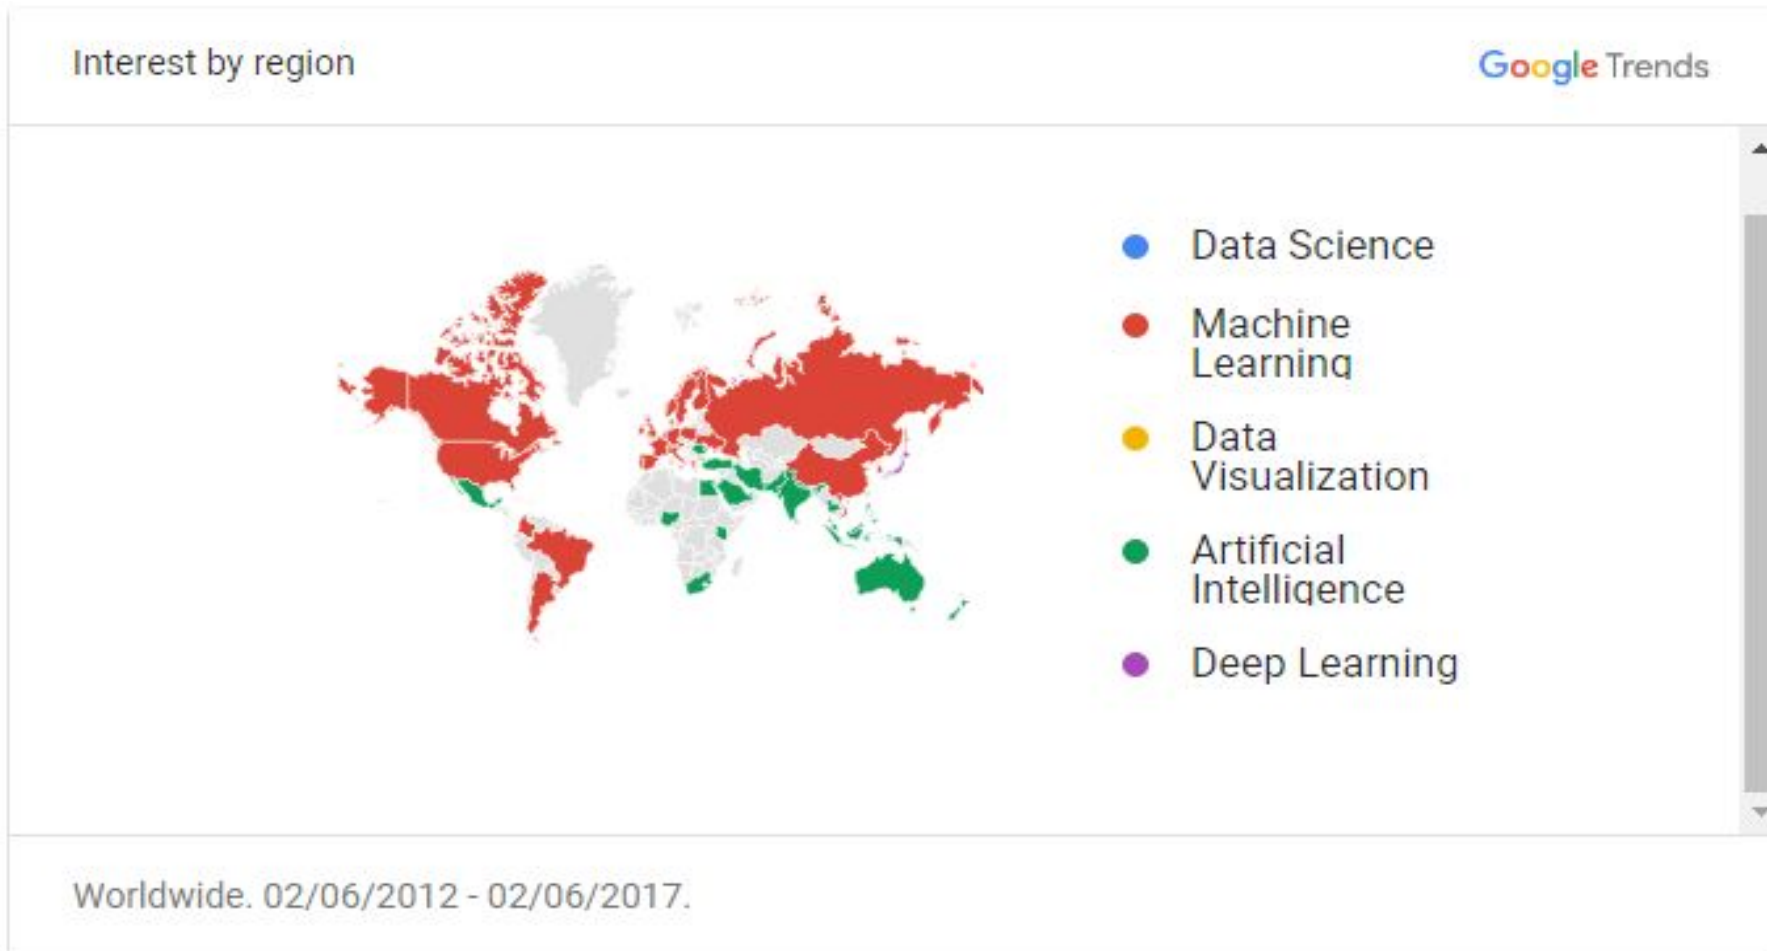 Interest by region
Google Trends
Data Science
Machine
Learning
Data
Visualization
Artificial
Intelligence
Deep Learning
Worldwide. 02/06/2012 - 02/06/2017.